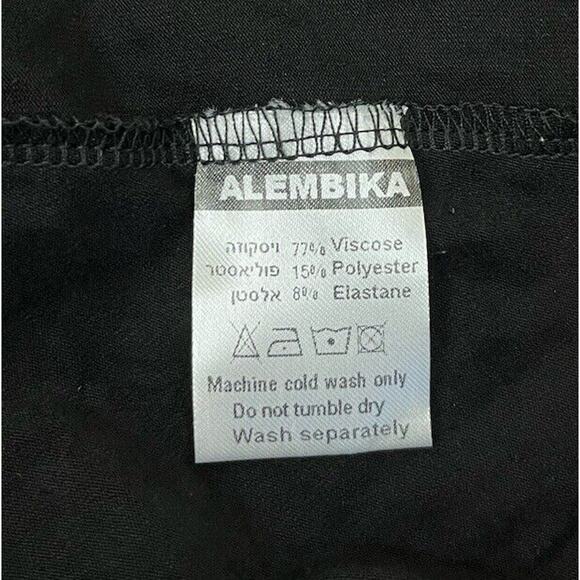 ALEMBIKA
ויסקוזה 77% Viscose
פוליאסטר 15% Polyester
אלסטן 8% Elastane
Machine cold wash only
Do not tumble dry
Wash separately